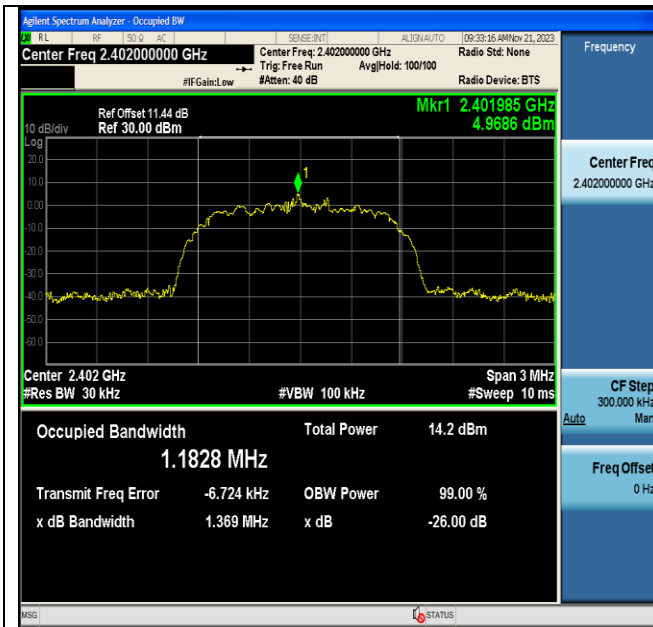 Agilent Spectrum Analyzer - Occupied BW
RL RF 50 Ω AC SENSE:INT ALIGN AUTO 09:33:16 AM Nov 21, 2023
Center Freq 2.402000000 GHz
Center Freq: 2.402000000 GHz
Radio Std: None
Trig: Free Run Avg|Hold: 100/100
#IFGain:Low #Atten: 40 dB Radio Device: BTS
Frequency
Mkr1 2.401985 GHz
4.9686 dBm
Ref Offset 11.44 dB
10 dB/div Ref 30.00 dBm
Log
20.0
10.0
0.00
-10.0
-20.0
-30.0
-40.0
-50.0
-60.0
1
Center 2.402 GHz Span 3 MHz
#Res BW 30 kHz #VBW 100 kHz #Sweep 10 ms
Occupied Bandwidth Total Power 14.2 dBm
1.1828 MHz
Transmit Freq Error -6.724 kHz OBW Power 99.00 %
x dB Bandwidth 1.369 MHz x dB -26.00 dB
Center Freq
2.402000000 GHz
CF Step
300.000 kHz
Auto Man
Freq Offset
0 Hz
MSG STATUS